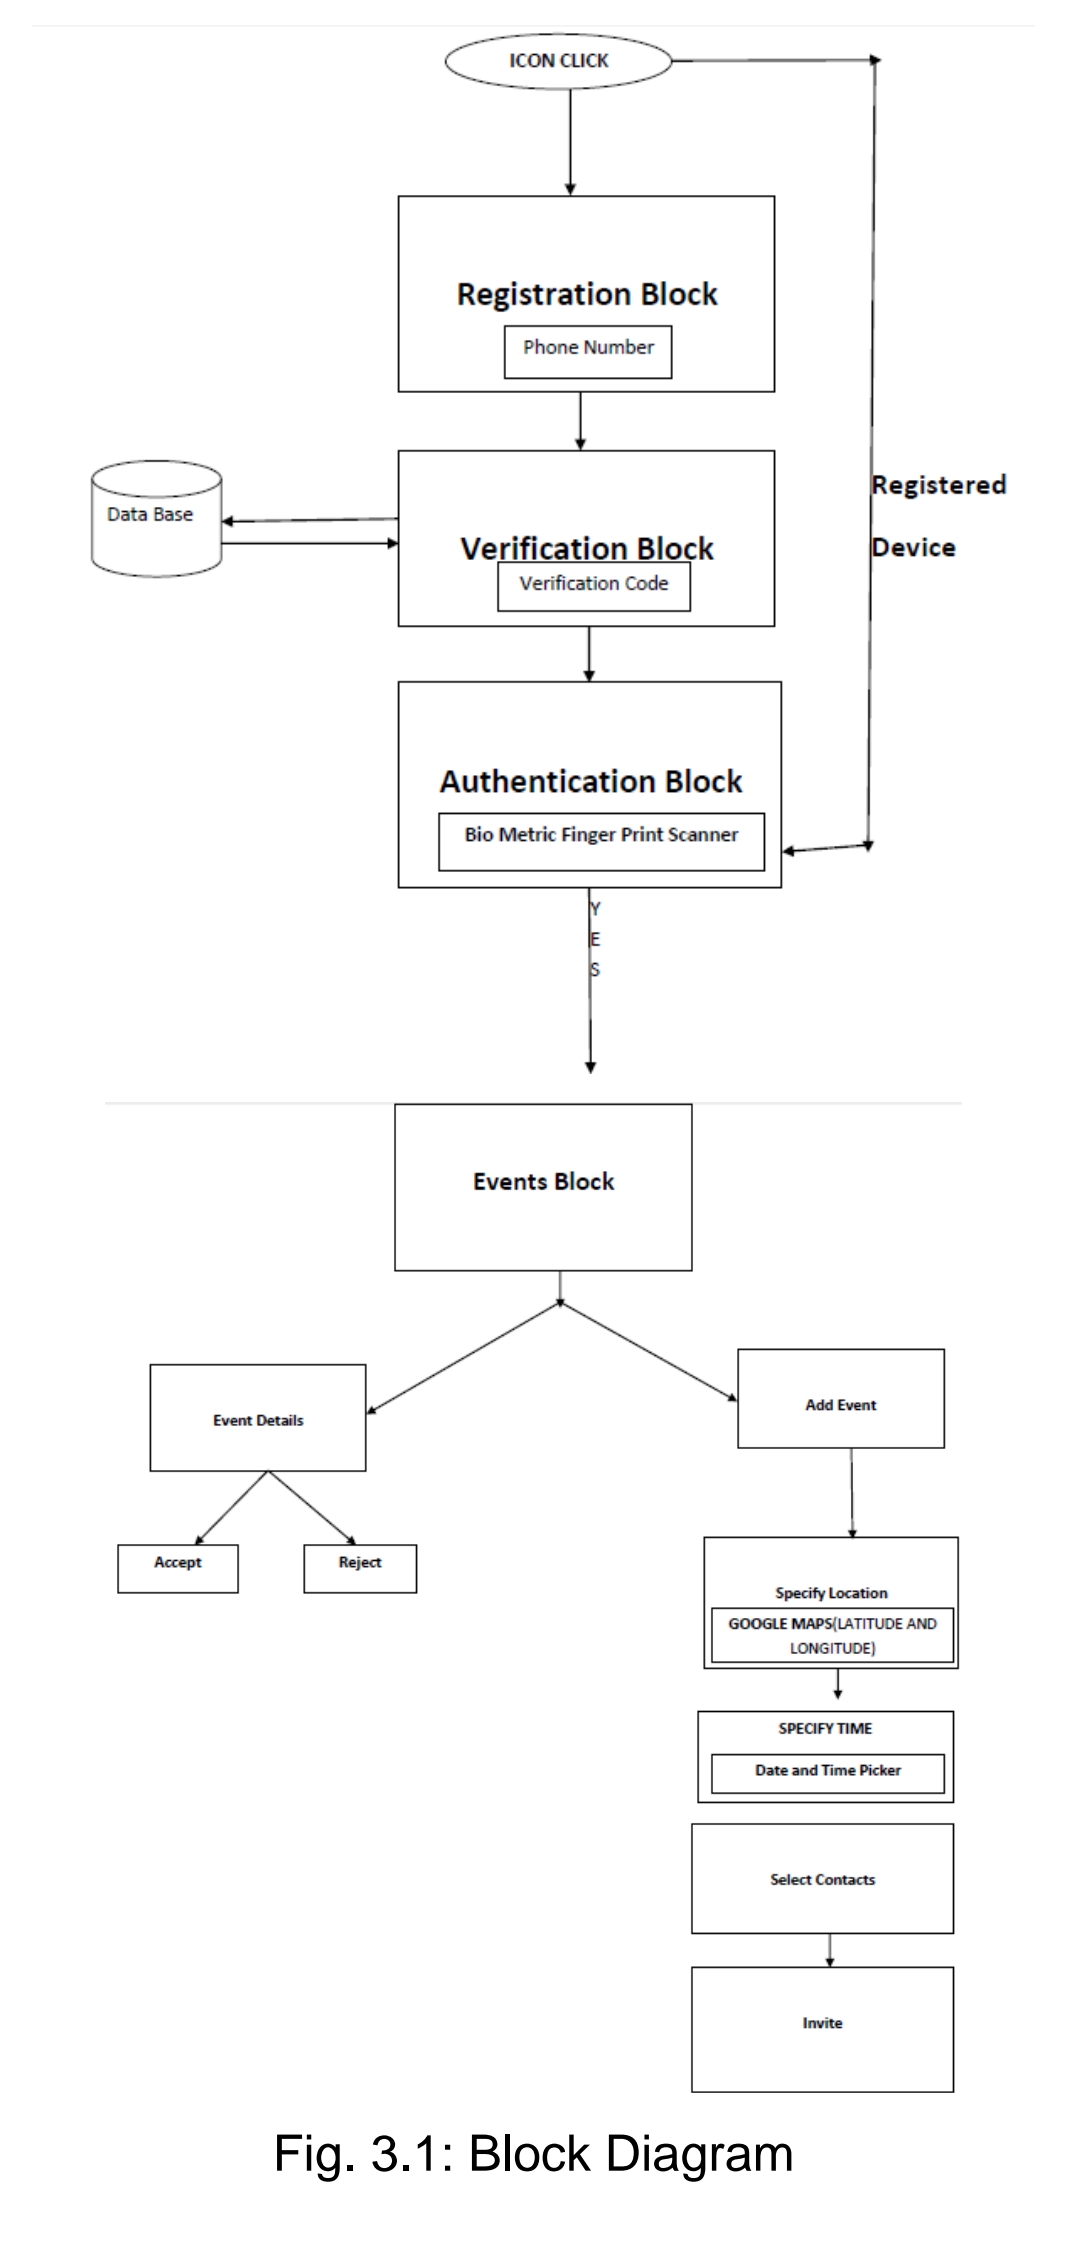 ICON CLICK
Registration Block
Phone Number
Registered
Device
Data Base
Verification Block
Verification Code
Authentication Block
Bio Metric Finger Print Scanner
Y
E
S
Events Block
Event Details
Add Event
Accept
Reject
Specify Location
GOOGLE MAPS(LATITUDE AND
LONGITUDE)
SPECIFY TIME
Date and Time Picker
Select Contacts
Invite
Fig. 3.1: Block Diagram